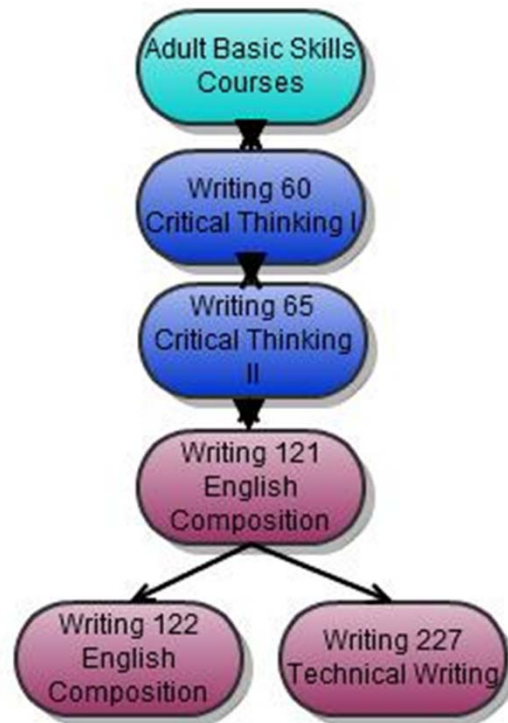 Adult Basic Skills
Courses
Writing 60
Critical Thinking I
Writing 65
Critical Thinking
II
Writing 121
English
Composition
Writing 122
English
Composition
Writing 227
Technical Writing